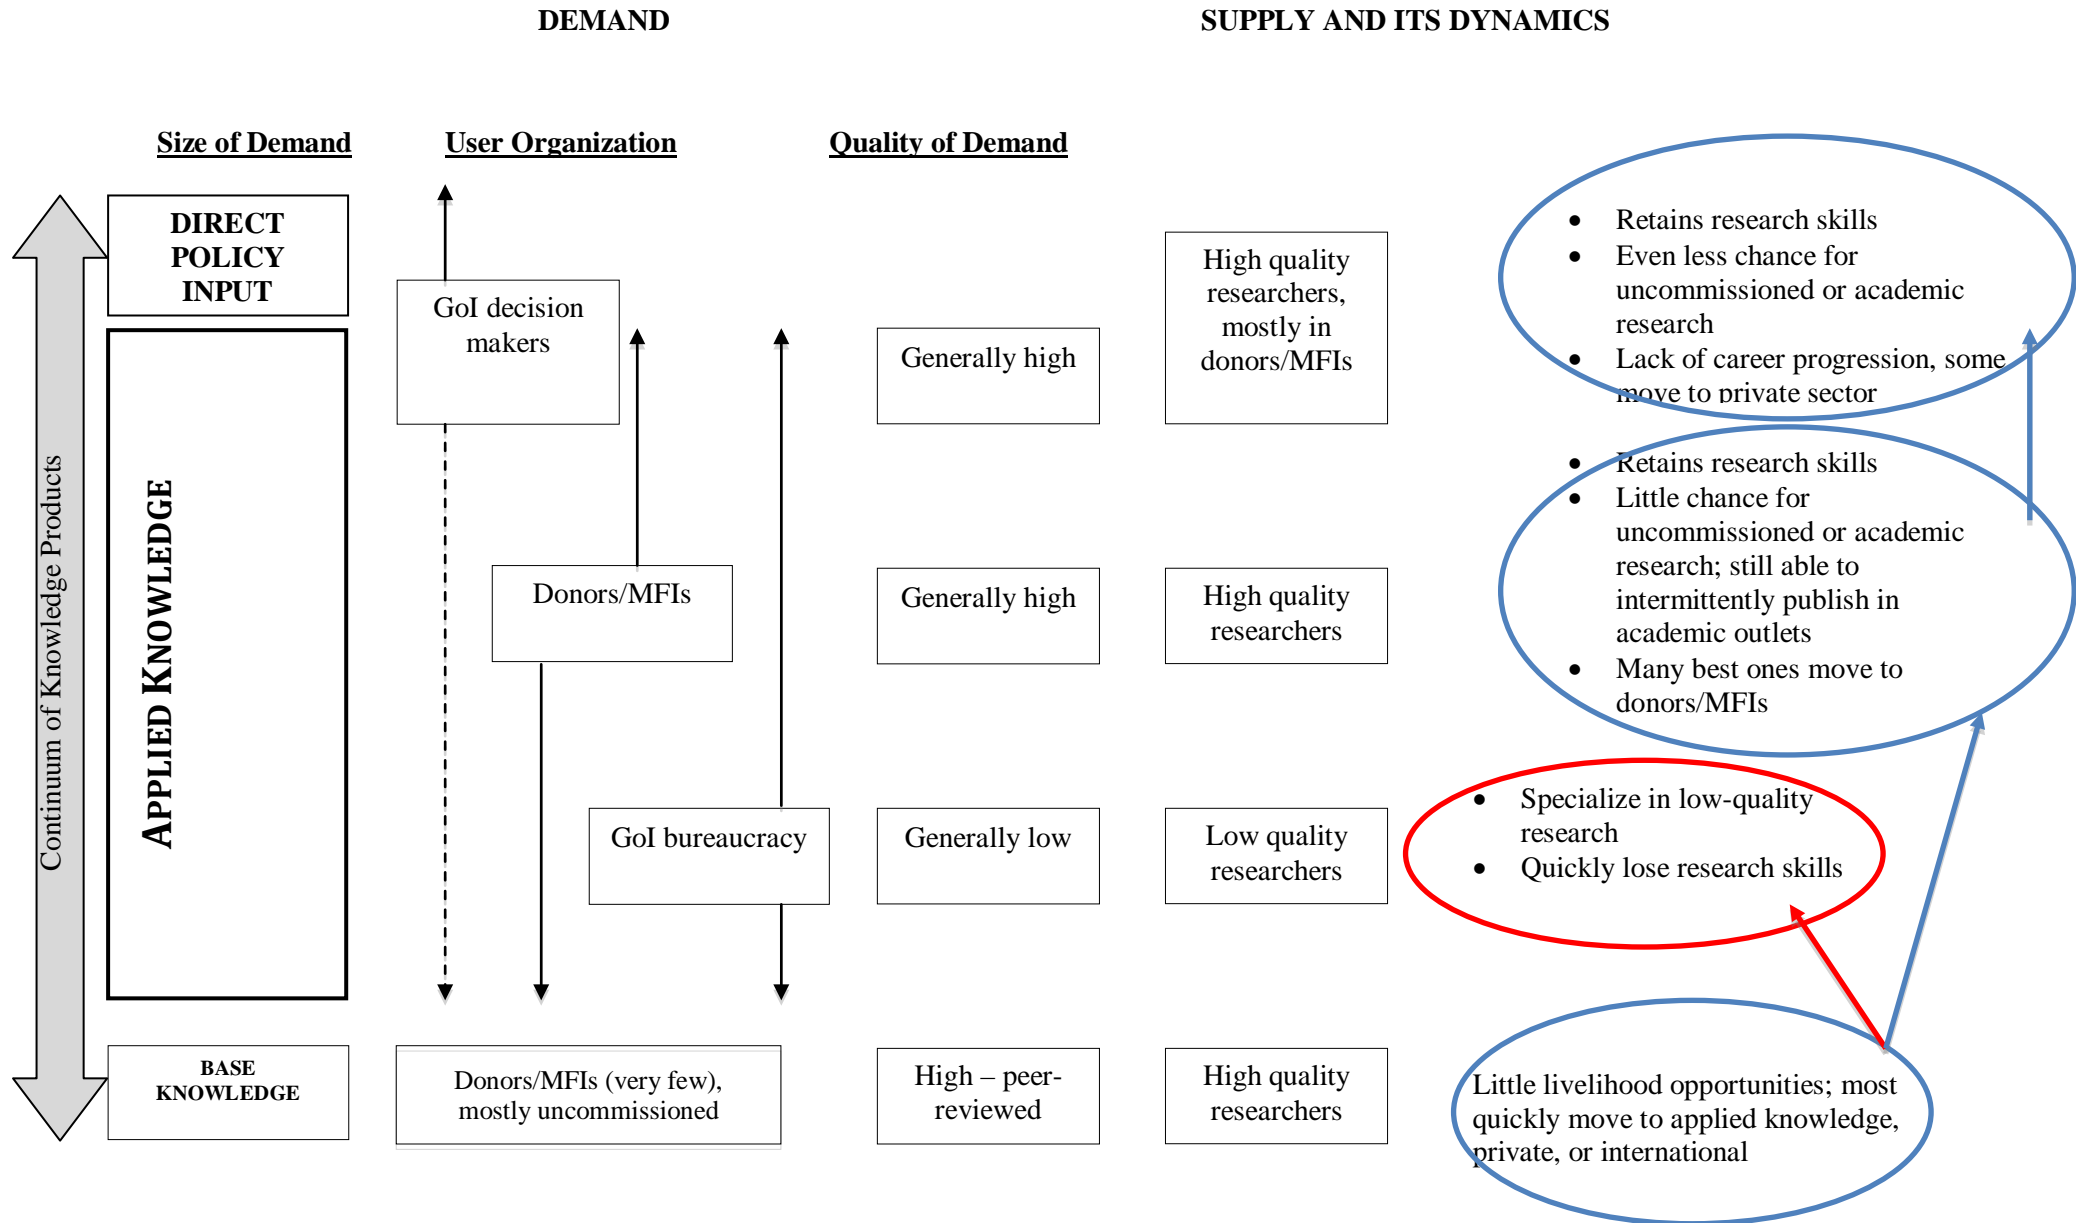 DEMAND
SUPPLY AND ITS DYNAMICS
Size of Demand
User Organization
Quality of Demand
Continuum of Knowledge Products
DIRECT
POLICY
INPUT
GoI decision
makers
Generally high
High quality
researchers,
mostly in
donors/MFIs
• Retains research skills
• Even less chance for
uncommissioned or academic
research
• Lack of career progression, some
move to private sector
APPLIED KNOWLEDGE
Donors/MFIs
Generally high
High quality
researchers
• Retains research skills
• Little chance for
uncommissioned or academic
research; still able to
intermittently publish in
academic outlets
• Many best ones move to
donors/MFIs
GoI bureaucracy
Generally low
Low quality
researchers
• Specialize in low-quality
research
• Quickly lose research skills
BASE
KNOWLEDGE
Donors/MFIs (very few),
mostly uncommissioned
High – peer-
reviewed
High quality
researchers
Little livelihood opportunities; most
quickly move to applied knowledge,
private, or international